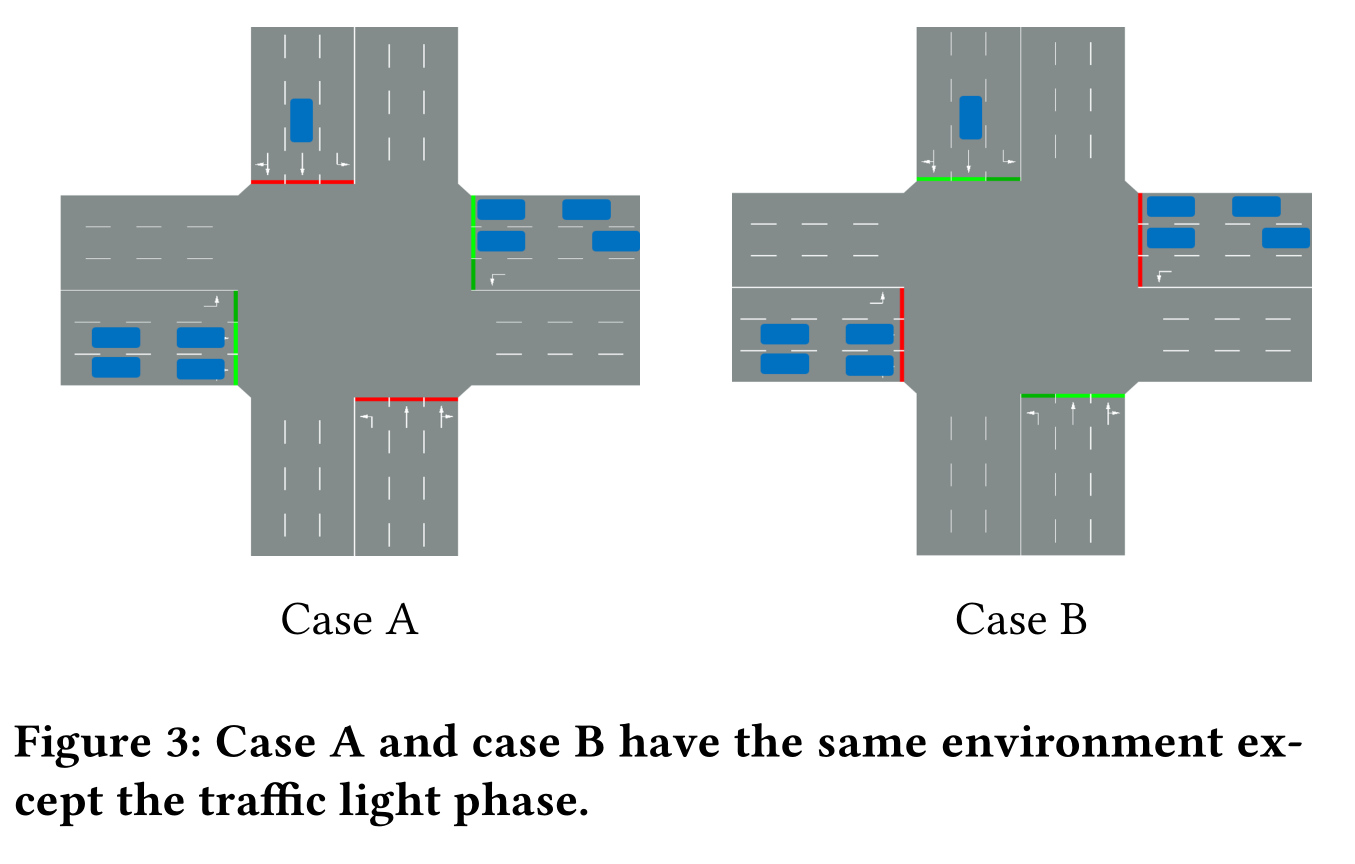 Case A
Case B
Figure 3: Case A and case B have the same environment ex-
cept the traffic light phase.